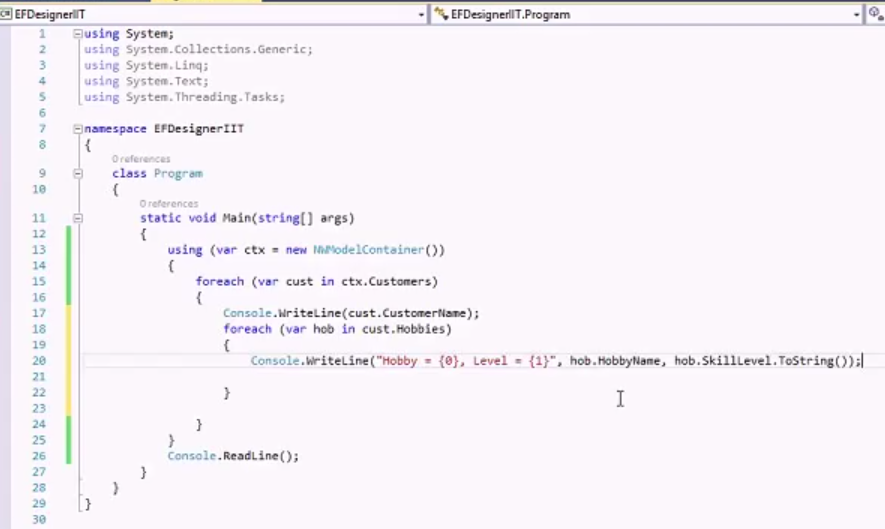 C# EFDesignerIIT EFDesignerIIT.Program
1 using System;
2 using System.Collections.Generic;
3 using System.Linq;
4 using System.Text;
5 using System.Threading.Tasks;
6
7 namespace EFDesignerIIT
8 {
0 references
9 class Program
10 {
0 references
11 static void Main(string[] args)
12 {
13 using (var ctx = new NWModelContainer())
14 {
15 foreach (var cust in ctx.Customers)
16 {
17 Console.WriteLine(cust.CustomerName);
18 foreach (var hob in cust.Hobbies)
19 {
20 Console.WriteLine("Hobby = {0}, Level = {1}", hob.HobbyName, hob.SkillLevel.ToString());
21
22 }
23
24 }
25 }
26 Console.ReadLine();
27 }
28 }
29 }
30